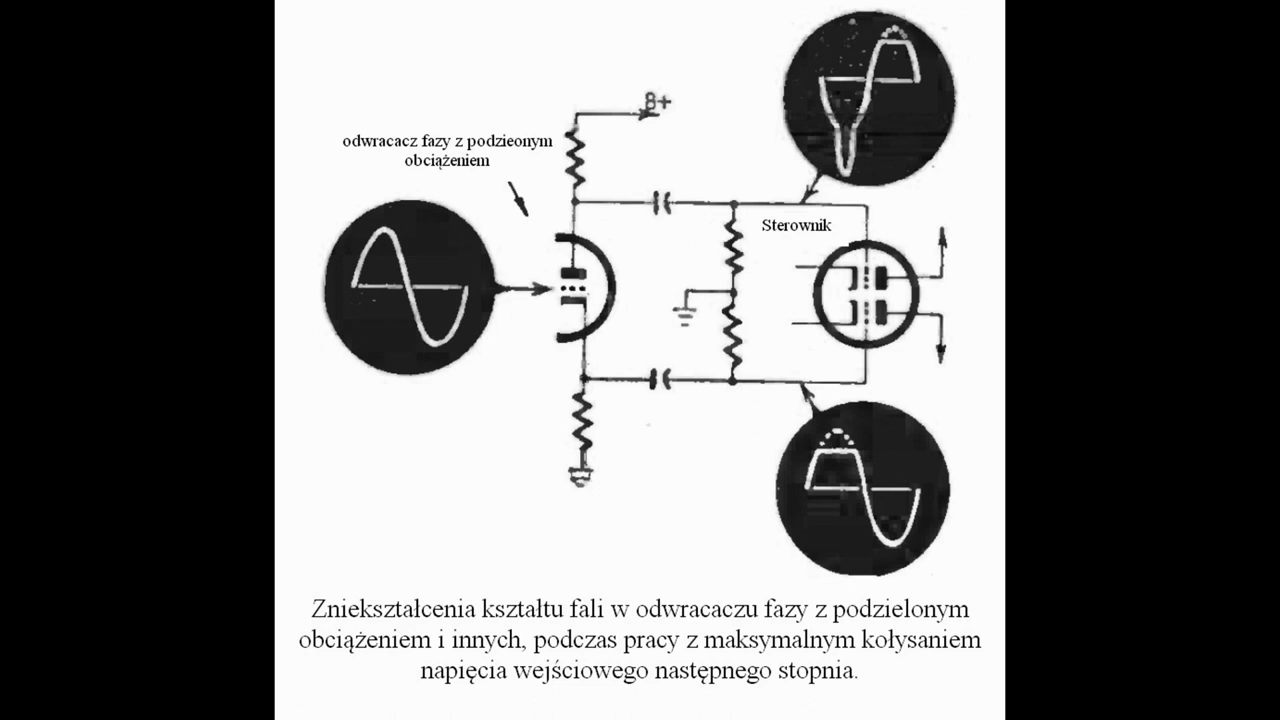 B+
odwracacz fazy z podzieonym
obciążeniem
Sterownik
Zniekształcenia kształtu fali w odwracaczu fazy z podzielonym
obciążeniem i innych, podczas pracy z maksymalnym kołysaniem
napięcia wejściowego następnego stopnia.